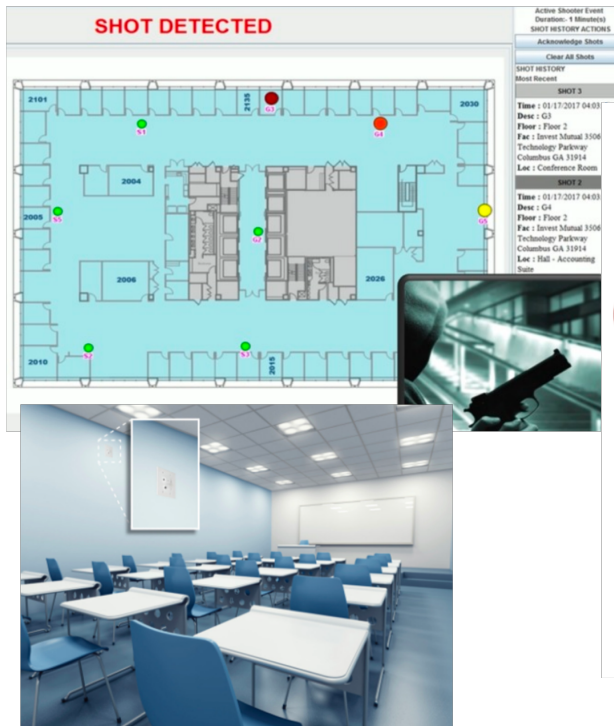 SHOT DETECTED
Active Shooter Event
Duration:- 1 Minute(s)
SHOT HISTORY ACTIONS
Acknowledge Shots
Clear All Shots
SHOT HISTORY
Most Recent
SHOT 3
Time : 01/17/2017 04:03
Desc : G3
Floor : Floor 2
Fac : Invest Mutual 3506
Technology Parkway
Columbus GA 31914
Loc : Conference Room
SHOT 2
Time : 01/17/2017 04:03
Desc : G4
Floor : Floor 2
Fac : Invest Mutual 3506
Technology Parkway
Columbus GA 31914
Loc : Hall - Accounting
Suite
2101
2135
G3
2030
S1
G4
2004
2005
S5
G5
G2
2006
2026
2010
S2
S3
2015